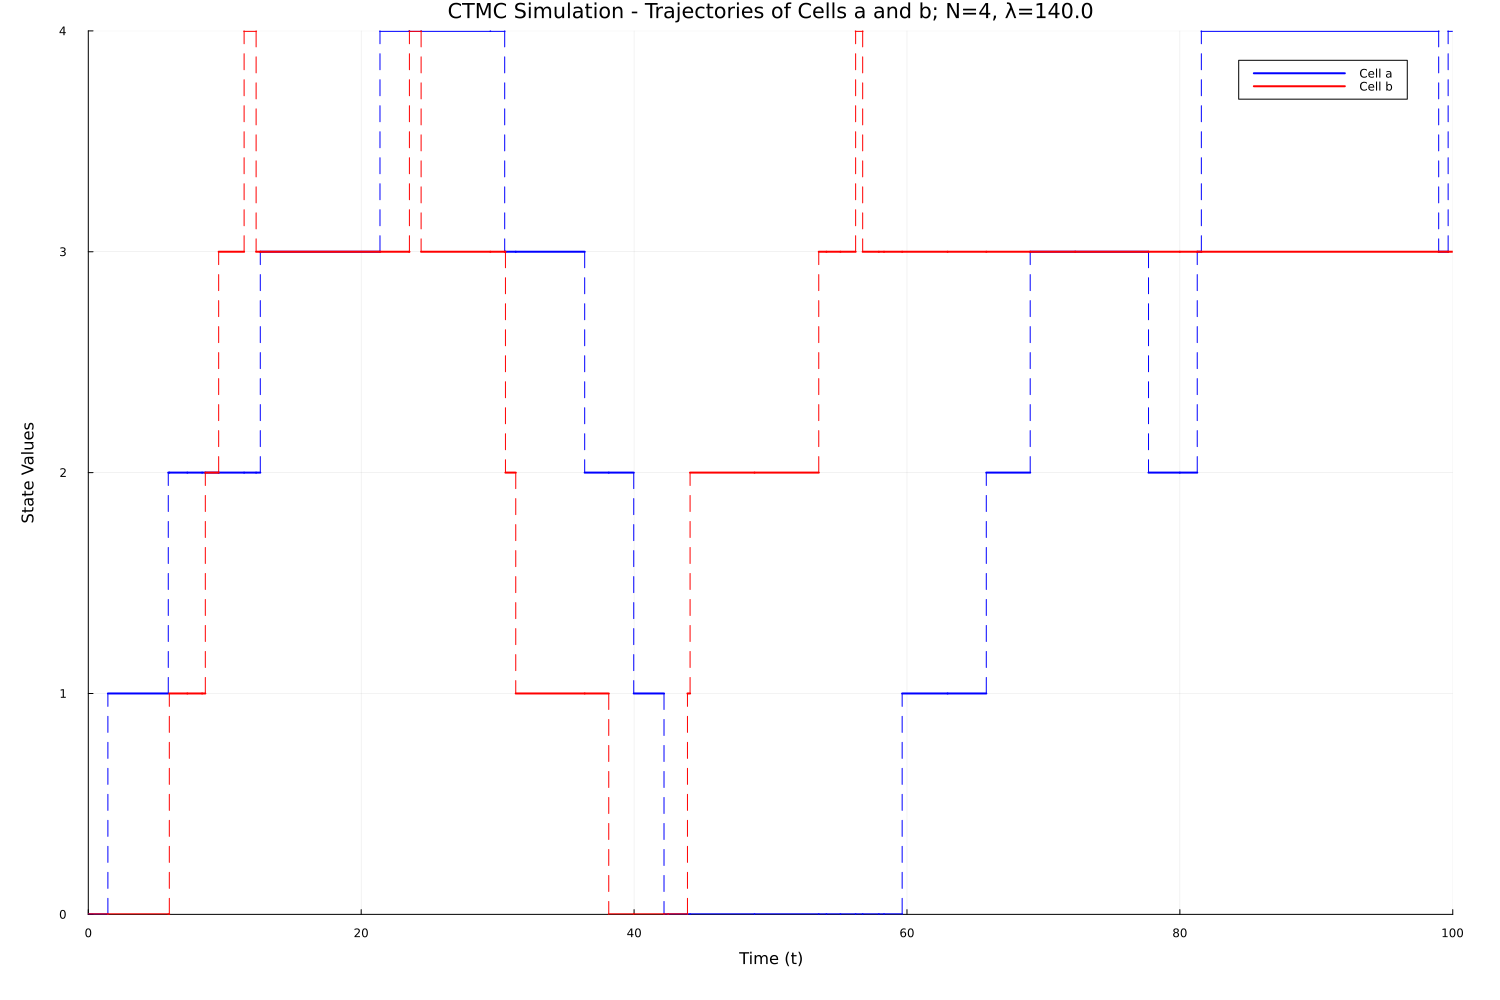 CTMC Simulation - Trajectories of Cells a and b; N=4, λ=140.0
4
Cell a
Cell b
3
State Values
2
1
0
0 20 40 60 80 100
Time (t)